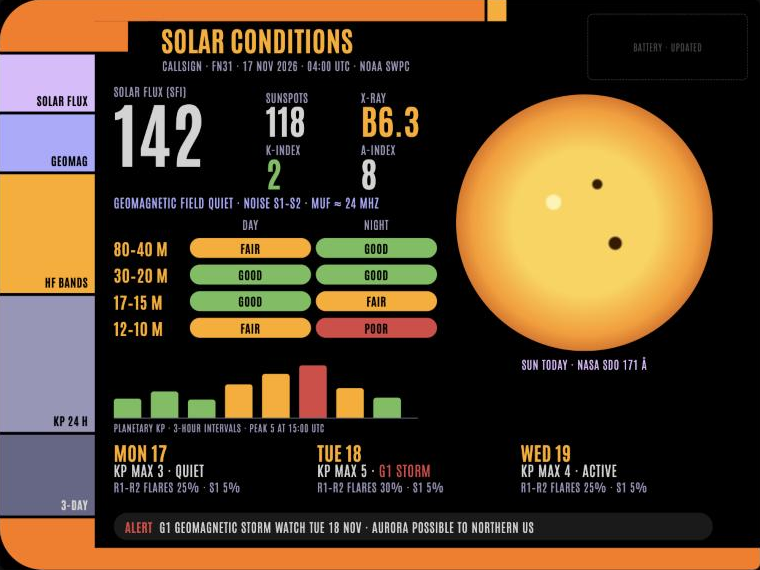 SOLAR CONDITIONS
CALLSIGN · FN31 · 17 NOV 2026 · 04:00 UTC · NOAA SWPC
BATTERY · UPDATED
SOLAR FLUX
GEOMAG
HF BANDS
KP 24 H
3-DAY
SOLAR FLUX (SFI)
142
SUNSPOTS
118
X-RAY
B6.3
K-INDEX
2
A-INDEX
8
GEOMAGNETIC FIELD QUIET · NOISE S1-S2 · MUF ≈ 24 MHZ
DAY NIGHT
80-40 M FAIR GOOD
30-20 M GOOD GOOD
17-15 M GOOD FAIR
12-10 M FAIR POOR
SUN TODAY · NASA SDO 171 Å
PLANETARY KP · 3-HOUR INTERVALS · PEAK 5 AT 15:00 UTC
MON 17
KP MAX 3 · QUIET
R1-R2 FLARES 25% · S1 5%
TUE 18
KP MAX 5 · G1 STORM
R1-R2 FLARES 30% · S1 5%
WED 19
KP MAX 4 · ACTIVE
R1-R2 FLARES 25% · S1 5%
ALERT G1 GEOMAGNETIC STORM WATCH TUE 18 NOV · AURORA POSSIBLE TO NORTHERN US